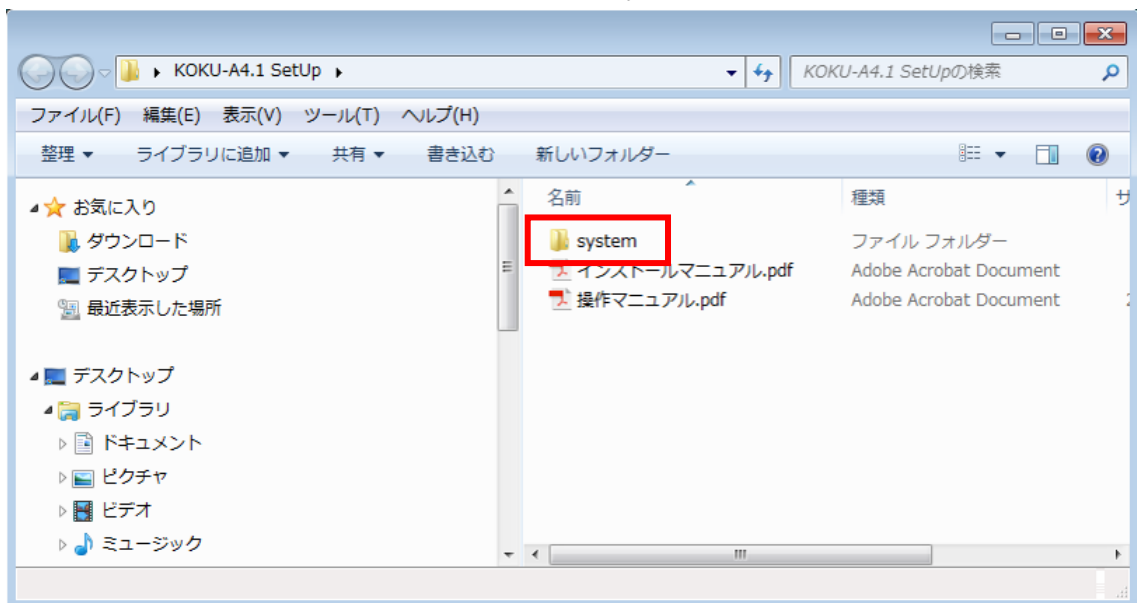 KOKU-A4.1 SetUp
KOKU-A4.1 SetUpの検索
ファイル(F) 編集(E) 表示(V) ツール(T) ヘルプ(H)
整理 ライブラリに追加 共有 書き込む 新しいフォルダー
お気に入り
ダウンロード
デスクトップ
最近表示した場所
デスクトップ
ライブラリ
ドキュメント
ピクチャ
ビデオ
ミュージック
名前 種類 サ
system ファイル フォルダー
インストールマニュアル.pdf Adobe Acrobat Document
操作マニュアル.pdf Adobe Acrobat Document